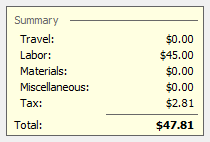 Summary
Travel: $0.00
Labor: $45.00
Materials: $0.00
Miscellaneous: $0.00
Tax: $2.81
Total: $47.81